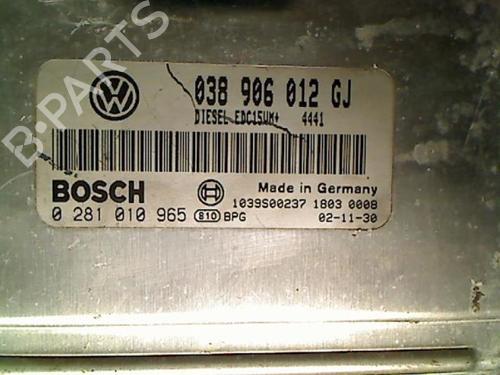 B-PARTS
038 906 012 GJ
DIESEL EDC15VM+ 4441
BOSCH
Made in Germany
0 281 010 965 B10 BPG
1039S00237 1803 0008
02-11-30